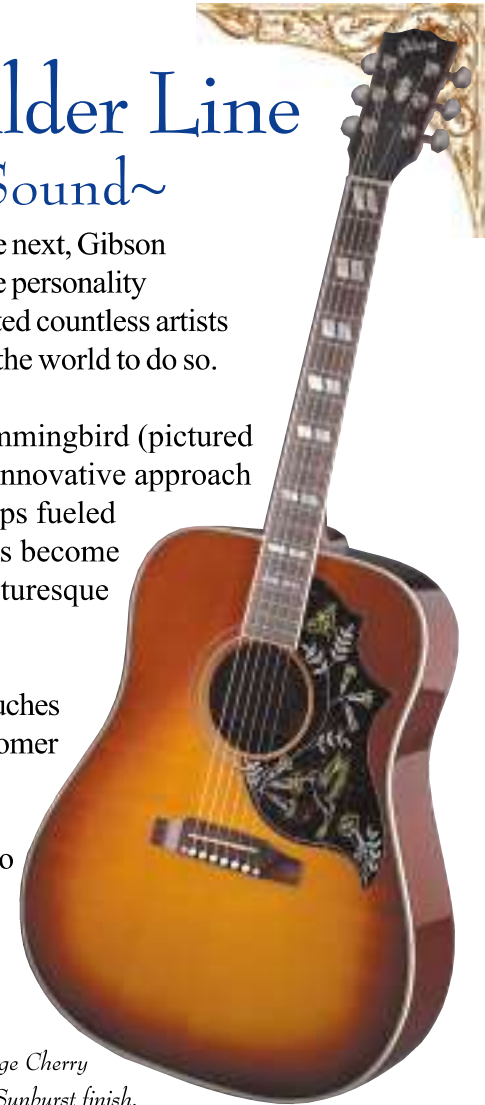 lder Line
Sound~
e next, Gibson
e personality
ted countless artists
the world to do so.
mmingbird (pictured
nnovative approach
ps fueled
s become
turesque
uches
omer
o
ge Cherry
Sunburst finish.
Gibson